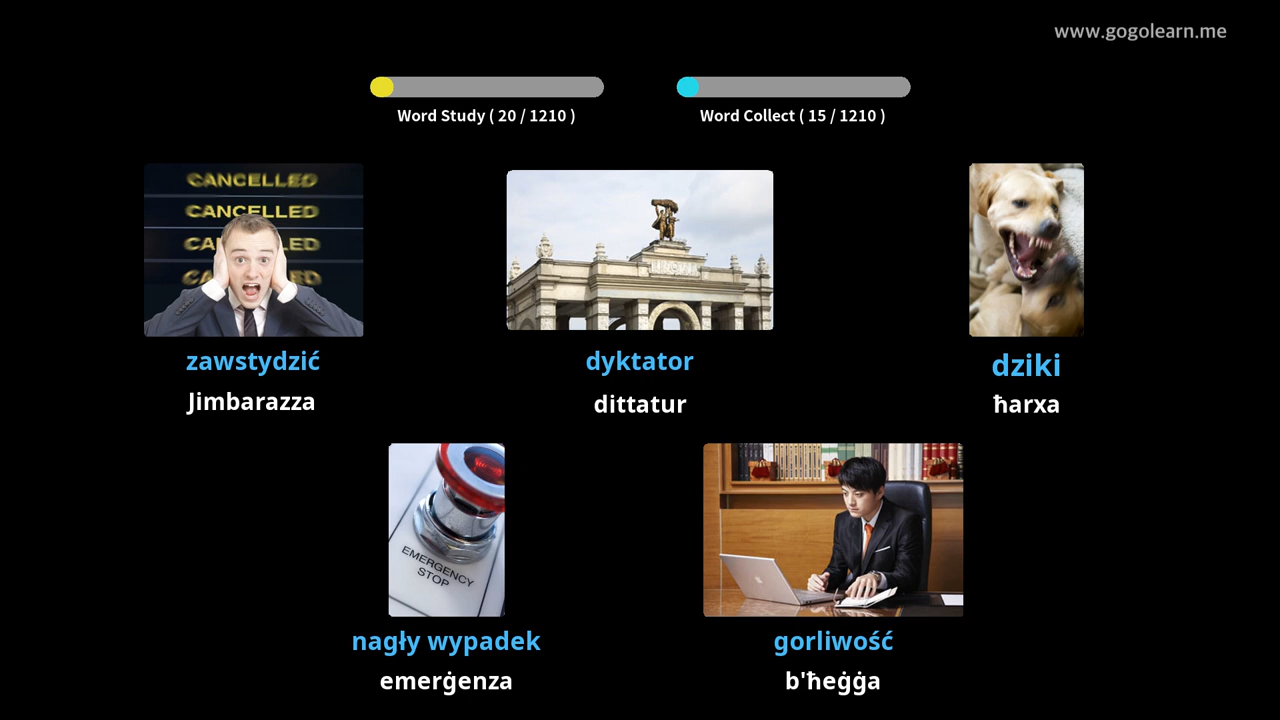 www.gogolearn.me
Word Study ( 20 / 1210 )
Word Collect ( 15 / 1210 )
CANCELLED
CANCELLED
zawstydzić
Jimbarazza
dyktator
dittatur
dziki
ħarxa
EMERGENCY
STOP
nagły wypadek
emerġenza
gorliwość
b'ħeġġa